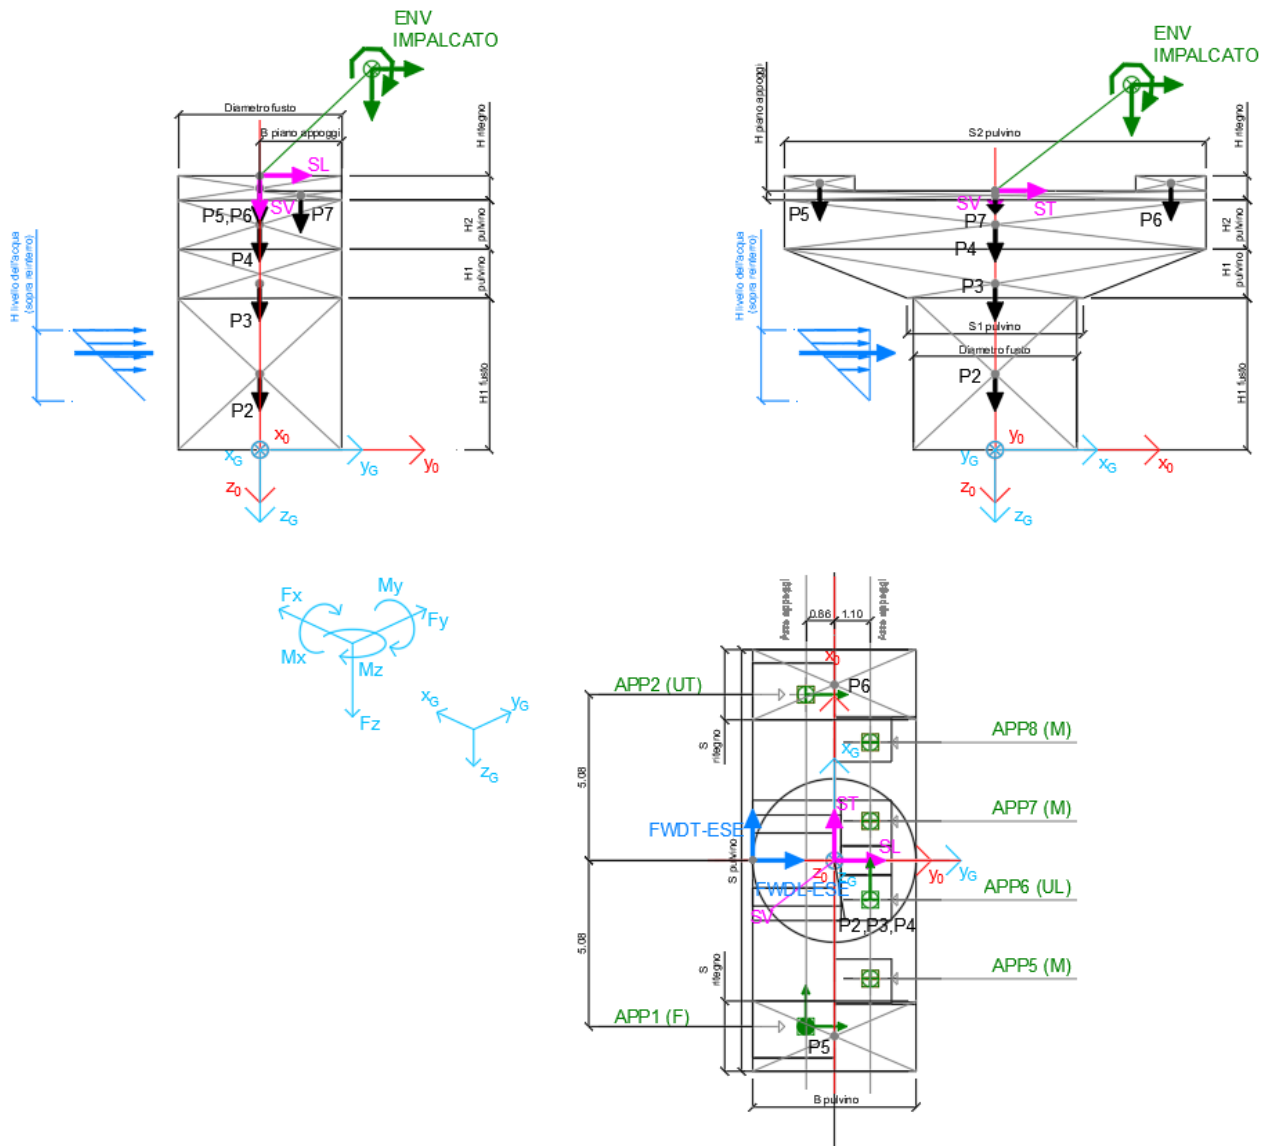 ENV
IMPALCATO
Diametro fusto
B piano appoggi
H ritegno
SL
SV
P5,P6
P7
P4
P3
P2
H2
pulvino
H1
pulvino
H1 fusto
H livello dell'acqua
(sopra reinterro)
x0
xG
yG
y0
z0
zG
ENV
IMPALCATO
H piano appoggi
S2 pulvino
H ritegno
SV
ST
P5
P6
P7
P4
P3
P2
H2
pulvino
H1
pulvino
H1 fusto
S1 pulvino
Diametro fusto
H livello dell'acqua
(sopra reinterro)
y0
yG
xG
x0
z0
zG
Fx
My
Fy
Mx
Mz
Fz
xG
yG
zG
Asse appoggi
0.86
1.10
Asse appoggi
x0
APP2 (UT)
P6
APP8 (M)
S
ritegno
xG
5.08
APP7 (M)
ST
FWDT-ESE
SL
S pulvino
z0
zG
y0
yG
FWDL-ESE
APP6 (UL)
SV
P2,P3,P4
5.08
S
ritegno
APP5 (M)
APP1 (F)
P5
B pulvino